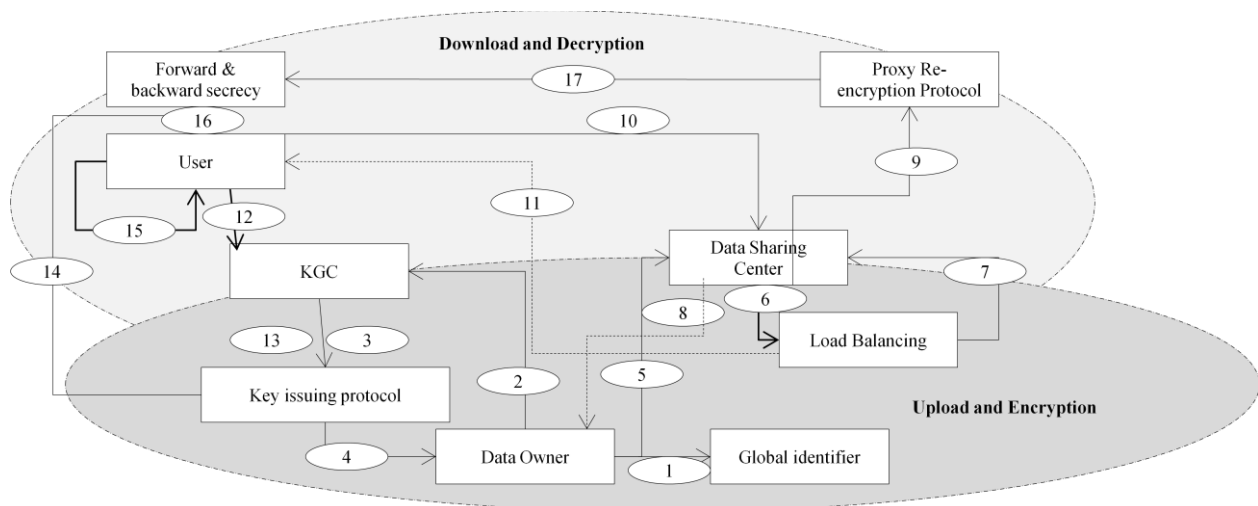 Download and Decryption
Forward &
backward secrecy
17
Proxy Re-
encryption Protocol
16
10
User
9
11
15
12
14
KGC
Data Sharing
Center
7
6
8
13
3
Load Balancing
2
5
Key issuing protocol
Upload and Encryption
4
Data Owner
1
Global identifier